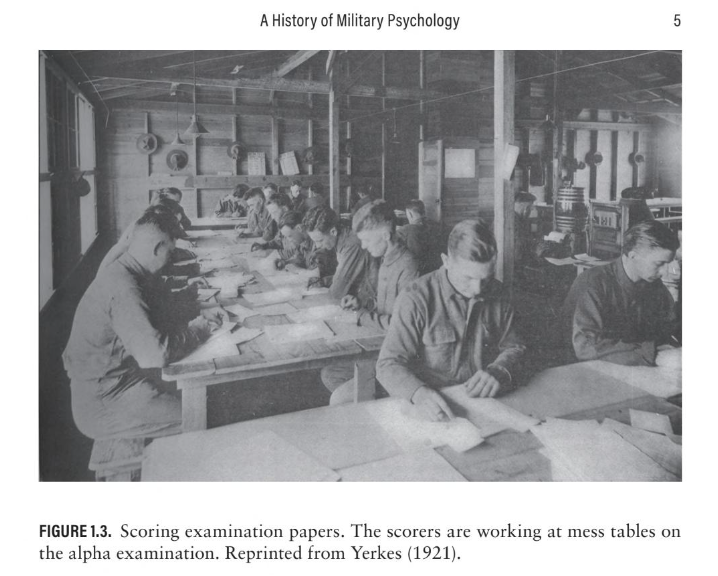 A History of Military Psychology 5
FIGURE 1.3. Scoring examination papers. The scorers are working at mess tables on
the alpha examination. Reprinted from Yerkes (1921).